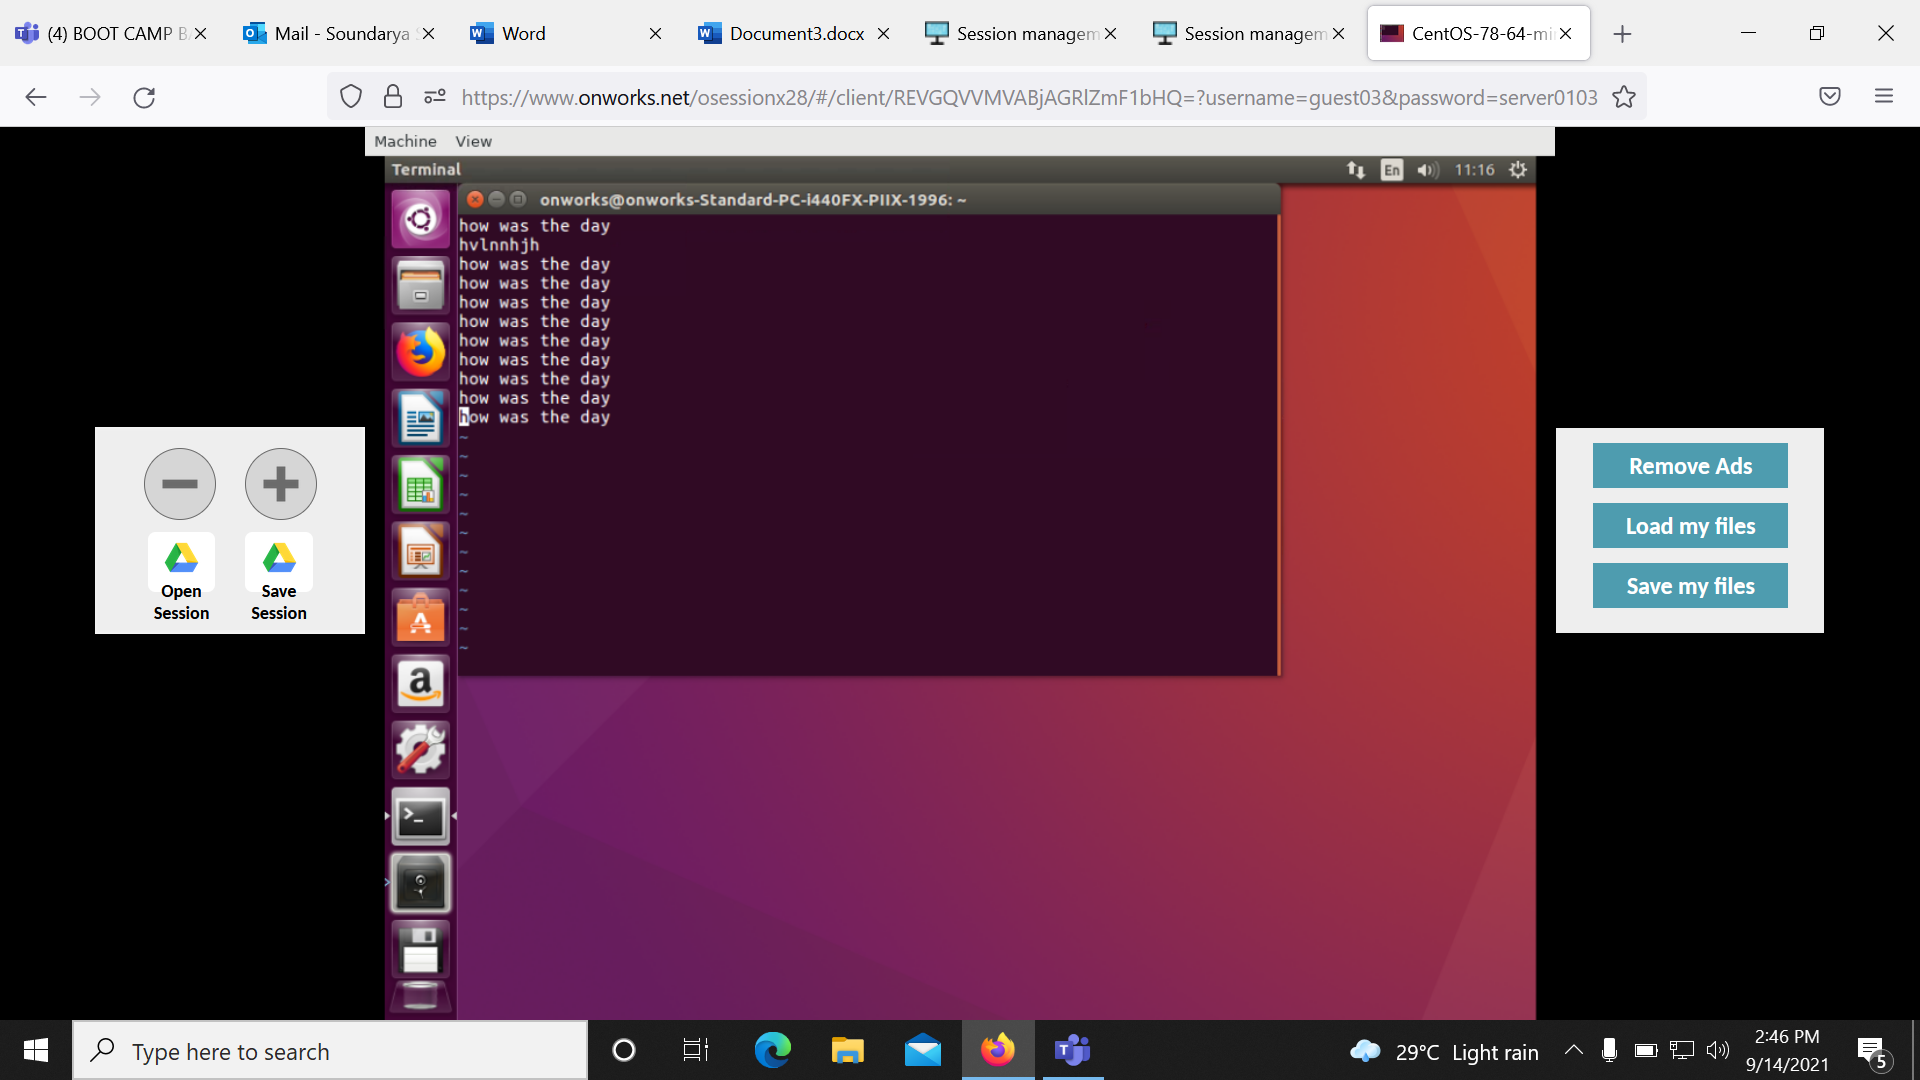 (4) BOOT CAMP B
Mail - Soundarya
Word
Document3.docx
Session managem
Session managem
CentOS-78-64-mi
https://www.onworks.net/osessionx28/#/client/REVGQVVMVABjAGRlZmF1bHQ=?username=guest03&password=server0103
Machine View
Terminal
En
11:16
onworks@onworks-Standard-PC-i440FX-PIIX-1996: ~
how was the day
hvlnnhjh
how was the day
how was the day
how was the day
how was the day
how was the day
how was the day
how was the day
how was the day
how was the day
~
~
~
~
~
~
~
~
~
~
~
~
Open
Session
Save
Session
Remove Ads
Load my files
Save my files
Type here to search
29°C Light rain
2:46 PM
9/14/2021
5